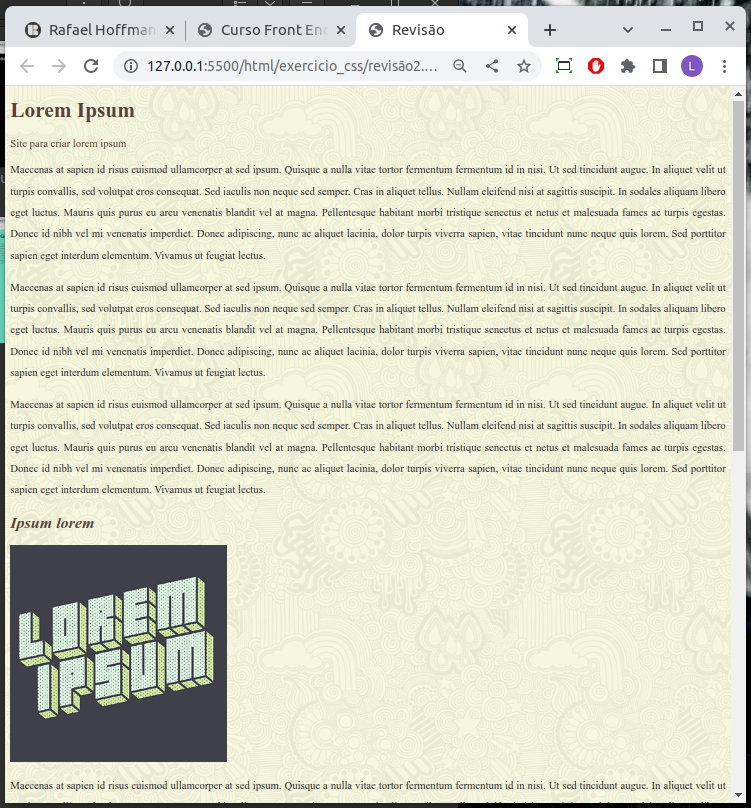 Rafael Hoffman
Curso Front End
Revisão
127.0.0.1:5500/html/exercicio_css/revisão2....
L
Lorem Ipsum
Site para criar lorem ipsum
Maecenas at sapien id risus euismod ullamcorper at sed ipsum. Quisque a nulla vitae tortor fermentum fermentum id in nisi. Ut sed tincidunt augue. In aliquet velit ut
turpis convallis, sed volutpat eros consequat. Sed iaculis non neque sed semper. Cras in aliquet tellus. Nullam eleifend nisi at sagittis suscipit. In sodales aliquam libero
eget luctus. Mauris quis purus eu arcu venenatis blandit vel at magna. Pellentesque habitant morbi tristique senectus et netus et malesuada fames ac turpis egestas.
Donec id nibh vel mi venenatis imperdiet. Donec adipiscing, nunc ac aliquet lacinia, dolor turpis viverra sapien, vitae tincidunt nunc neque quis lorem. Sed porttitor
sapien eget interdum elementum. Vivamus ut feugiat lectus.
Maecenas at sapien id risus euismod ullamcorper at sed ipsum. Quisque a nulla vitae tortor fermentum fermentum id in nisi. Ut sed tincidunt augue. In aliquet velit ut
turpis convallis, sed volutpat eros consequat. Sed iaculis non neque sed semper. Cras in aliquet tellus. Nullam eleifend nisi at sagittis suscipit. In sodales aliquam libero
eget luctus. Mauris quis purus eu arcu venenatis blandit vel at magna. Pellentesque habitant morbi tristique senectus et netus et malesuada fames ac turpis egestas.
Donec id nibh vel mi venenatis imperdiet. Donec adipiscing, nunc ac aliquet lacinia, dolor turpis viverra sapien, vitae tincidunt nunc neque quis lorem. Sed porttitor
sapien eget interdum elementum. Vivamus ut feugiat lectus.
Maecenas at sapien id risus euismod ullamcorper at sed ipsum. Quisque a nulla vitae tortor fermentum fermentum id in nisi. Ut sed tincidunt augue. In aliquet velit ut
turpis convallis, sed volutpat eros consequat. Sed iaculis non neque sed semper. Cras in aliquet tellus. Nullam eleifend nisi at sagittis suscipit. In sodales aliquam libero
eget luctus. Mauris quis purus eu arcu venenatis blandit vel at magna. Pellentesque habitant morbi tristique senectus et netus et malesuada fames ac turpis egestas.
Donec id nibh vel mi venenatis imperdiet. Donec adipiscing, nunc ac aliquet lacinia, dolor turpis viverra sapien, vitae tincidunt nunc neque quis lorem. Sed porttitor
sapien eget interdum elementum. Vivamus ut feugiat lectus.
Ipsum lorem
LOREM
IPSUM
Maecenas at sapien id risus euismod ullamcorper at sed ipsum. Quisque a nulla vitae tortor fermentum fermentum id in nisi. Ut sed tincidunt augue. In aliquet velit ut